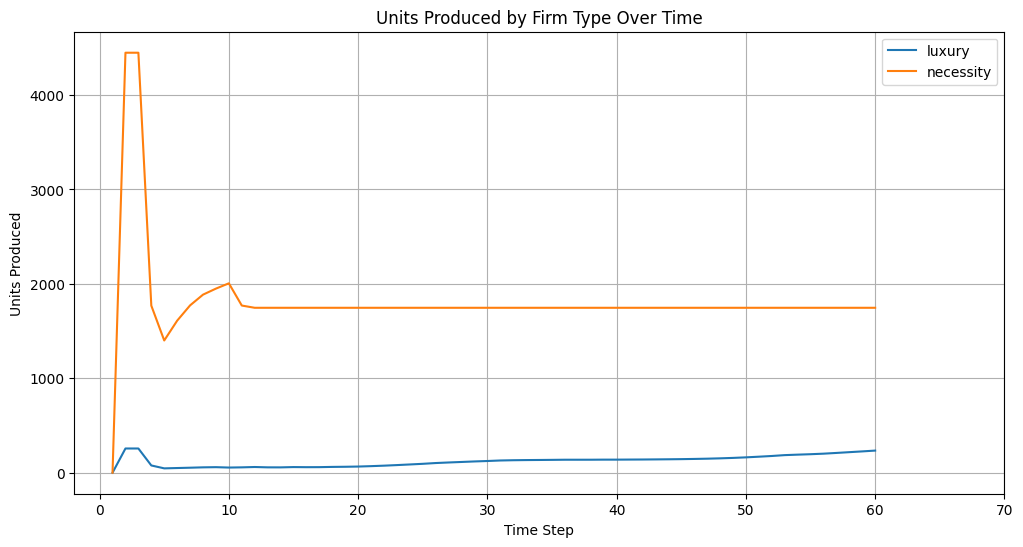 Units Produced by Firm Type Over Time
luxury
necessity
Units Produced
4000
3000
2000
1000
0
0 10 20 30 40 50 60 70
Time Step